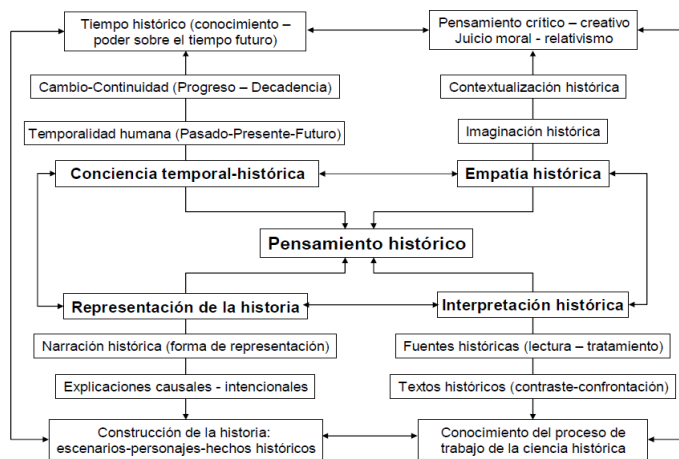 Tiempo histórico (conocimiento –
poder sobre el tiempo futuro)
Pensamiento crítico – creativo
Juicio moral - relativismo
Cambio-Continuidad (Progreso – Decadencia)
Contextualización histórica
Temporalidad humana (Pasado-Presente-Futuro)
Imaginación histórica
Conciencia temporal-histórica
Empatía histórica
Pensamiento histórico
Representación de la historia
Interpretación histórica
Narración histórica (forma de representación)
Fuentes históricas (lectura – tratamiento)
Explicaciones causales - intencionales
Textos históricos (contraste-confrontación)
Construcción de la historia:
escenarios-personajes-hechos históricos
Conocimiento del proceso de
trabajo de la ciencia histórica